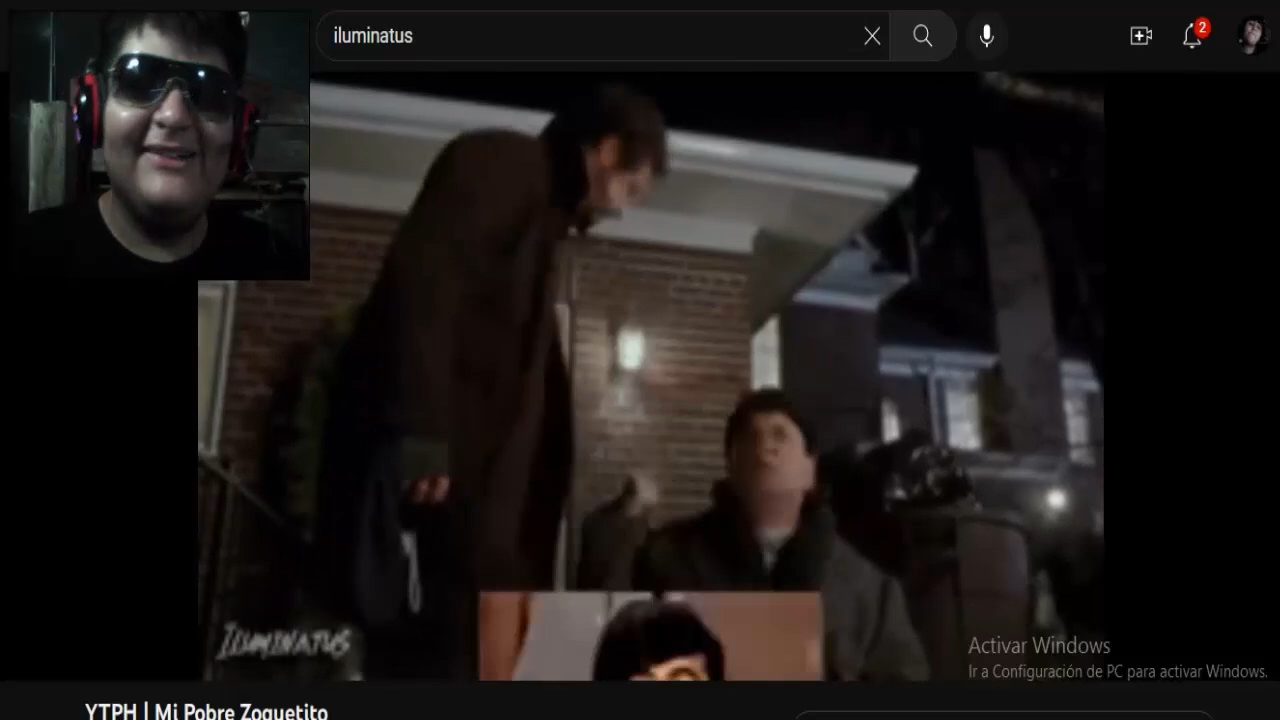 iluminatus
2
ILUMINATUS
Activar Windows
Ir a Configuración de PC para activar Windows.
YTPH | Mi Pobre Zoquetito